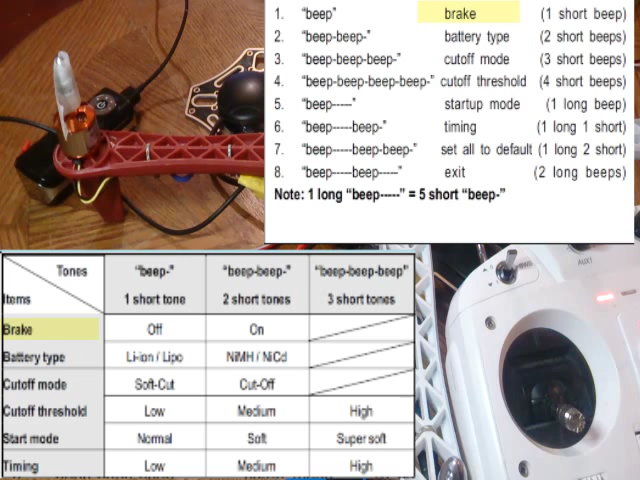 1. “beep” brake (1 short beep)
2. “beep-beep-” battery type (2 short beeps)
3. “beep-beep-beep-” cutoff mode (3 short beeps)
4. “beep-beep-beep-beep-” cutoff threshold (4 short beeps)
5. “beep-----” startup mode (1 long beep)
6. “beep-----beep-” timing (1 long 1 short)
7. “beep-----beep-beep-” set all to default (1 long 2 short)
8. “beep-----beep-----” exit (2 long beeps)
Note: 1 long “beep-----” = 5 short “beep-”
Tones “beep-” “beep-beep-” “beep-beep-beep”
Items 1 short tone 2 short tones 3 short tones
Brake Off On
Battery type Li-ion / Lipo NiMH / NiCd
Cutoff mode Soft-Cut Cut-Off
Cutoff threshold Low Medium High
Start mode Normal Soft Super soft
Timing Low Medium High
AUX1